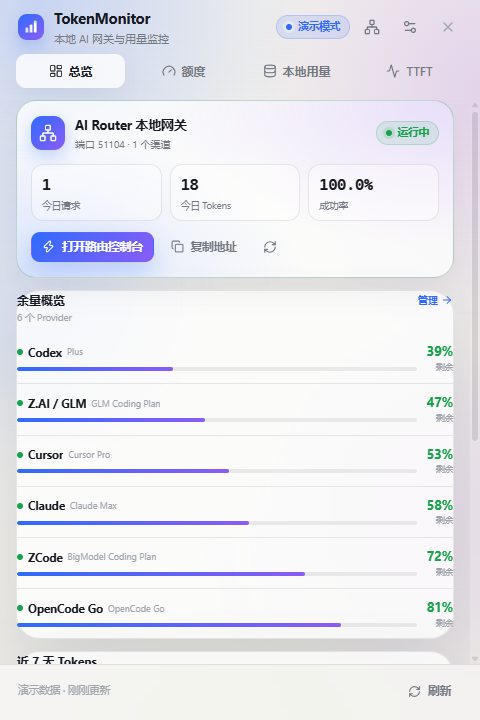 TokenMonitor
本地 AI 网关与用量监控
演示模式
总览
额度
本地用量
TTFT
AI Router 本地网关
端口 51104 · 1 个渠道
运行中
1
今日请求
18
今日 Tokens
100.0%
成功率
打开路由控制台
复制地址
余量概览
管理 →
6 个 Provider
Codex Plus
39%
剩余
Z.AI / GLM GLM Coding Plan
47%
剩余
Cursor Cursor Pro
53%
剩余
Claude Claude Max
58%
剩余
ZCode BigModel Coding Plan
72%
剩余
OpenCode Go OpenCode Go
81%
剩余
近 7 天 Tokens
演示数据 · 刚刚更新
刷新